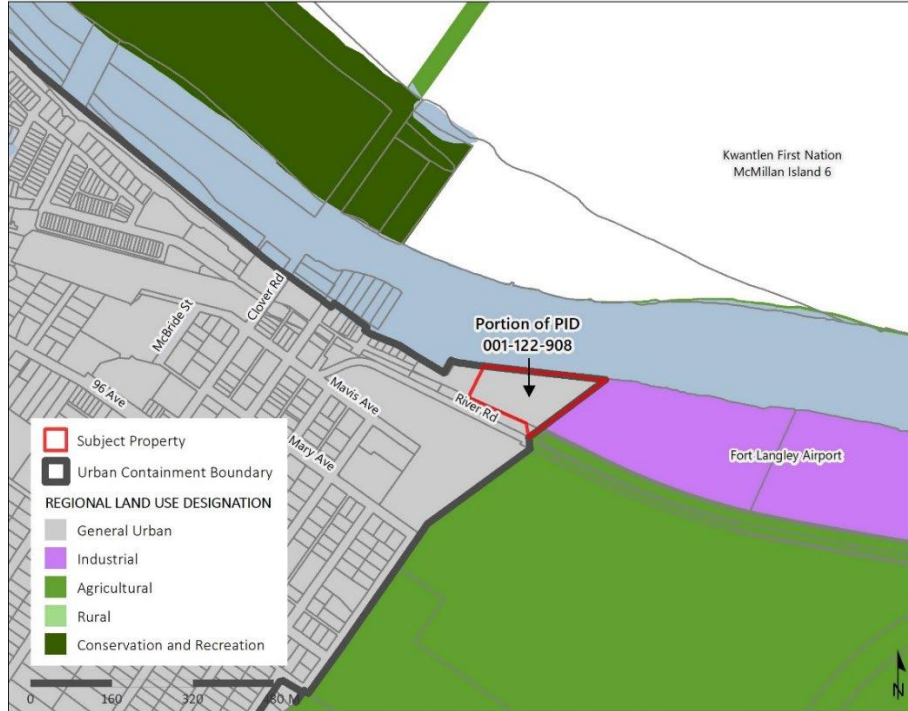 Kwantlen First Nation
McMillan Island 6
Clover Rd
McBride St
Portion of PID
001-122-908
96 Ave
Mavis Ave
River Rd
Mary Ave
Fort Langley Airport
Subject Property
Urban Containment Boundary
REGIONAL LAND USE DESIGNATION
General Urban
Industrial
Agricultural
Rural
Conservation and Recreation
0 160 320 480 M
N